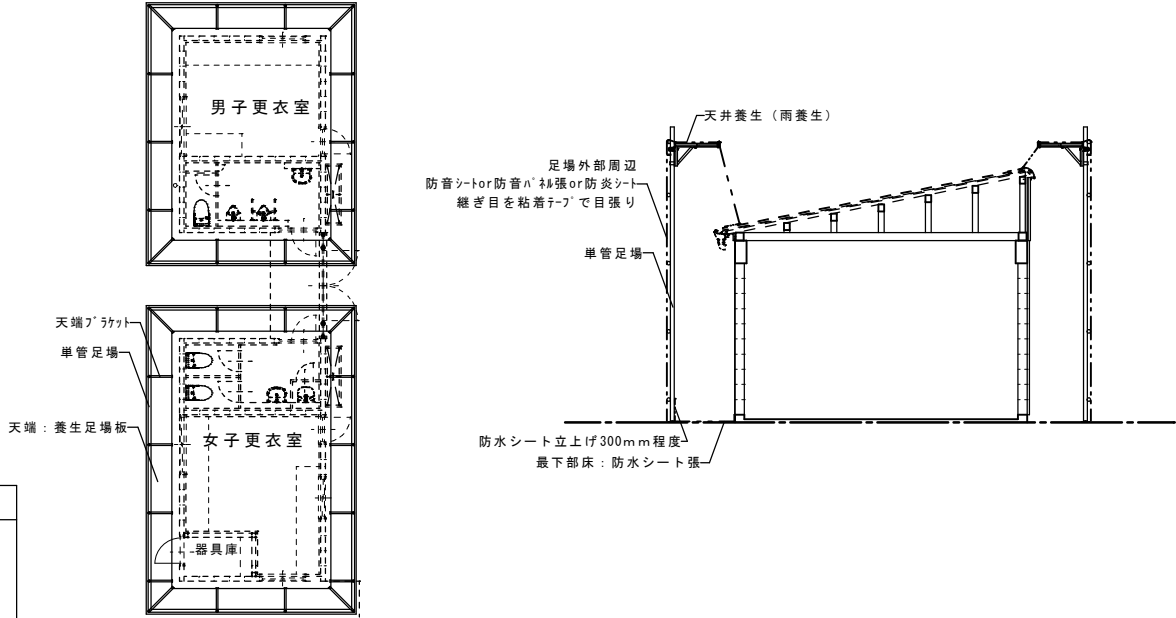 男子更衣室
天端ﾌﾞﾗｹｯﾄ
単管足場
天端：養生足場板
女子更衣室
器具庫
天井養生（雨養生）
足場外部周辺
防音ｼｰﾄor防音ﾊﾟﾈﾙ張or防炎ｼｰﾄ
継ぎ目を粘着ﾃｰﾌﾟで目張り
単管足場
防水シート立上げ300mm程度
最下部床：防水シート張